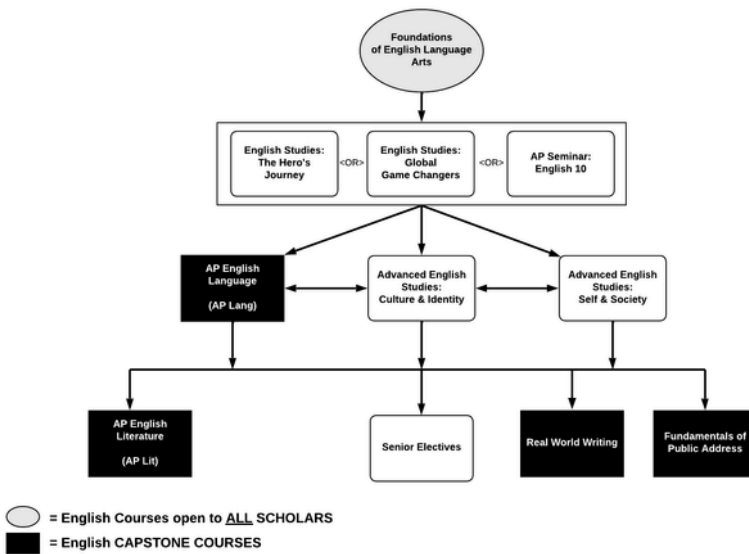 Foundations
of English Language
Arts
English Studies:
The Hero's
Journey
<OR>
English Studies:
Global
Game Changers
<OR>
AP Seminar:
English 10
AP English
Language
(AP Lang)
Advanced English
Studies:
Culture & Identity
Advanced English
Studies:
Self & Society
AP English
Literature
(AP Lit)
Senior Electives
Real World Writing
Fundamentals of
Public Address
= English Courses open to ALL SCHOLARS
= English CAPSTONE COURSES